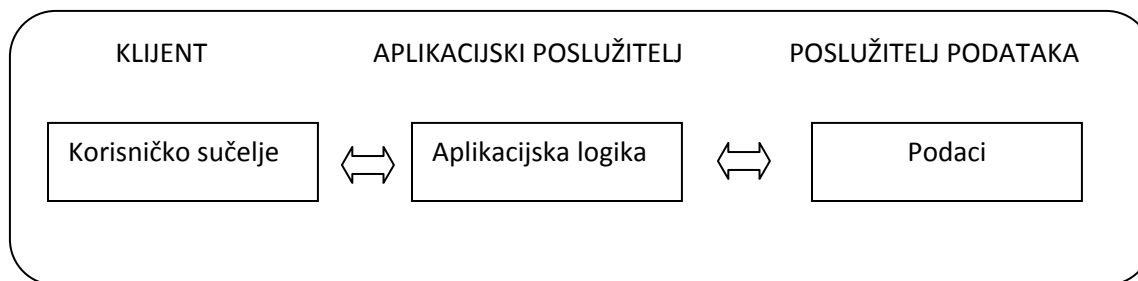 KLIJENT APLIKACIJSKI POSLUŽITELJ POSLUŽITELJ PODATAKA
Korisničko sučelje Aplikacijska logika Podaci